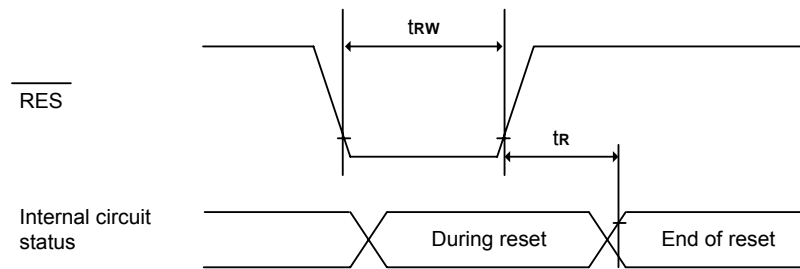 tRW
RES
tR
Internal circuit
status
During reset
End of reset